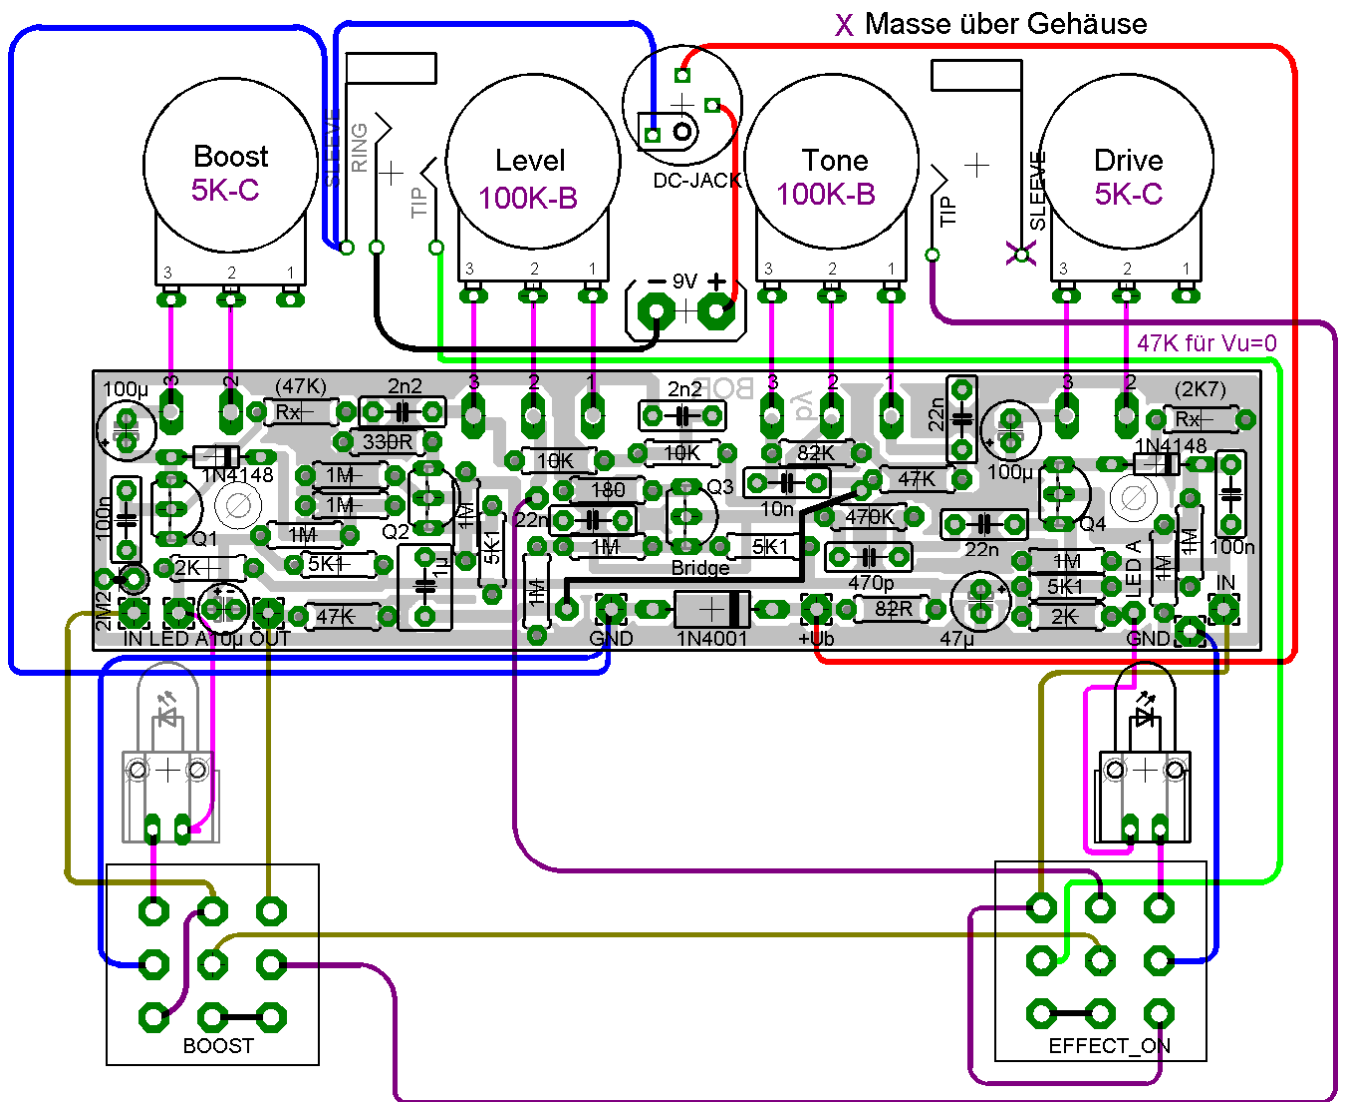 X Masse über Gehäuse
Boost
5K-C
SLEEVE
RING
TIP
Level
100K-B
DC-JACK
Tone
100K-B
TIP
SLEEVE
Drive
5K-C
3 2 1
3 2 1
3 2 1
3 2 1
- 9V +
47K für Vu=0
100µ
3
2
(47K)
2n2
3
2
1
2n2
BOB
3
2
1
22n
3
2
(2K7)
Rx
330R
Rx
1N4148
10K
10K
82K
100µ
1N4148
100n
1M
1M
Q2
1M
180
Q3
10n
47K
Q4
100n
Q1
1M
5K1
22n
470K
22n
1M
1M
2K
5K1
1µ
1M
5K1
Bridge
470p
1M
5K1
LED A
IN
2M2
47K
1M
82R
2K
IN LED A 10µ OUT
GND
1N4001
+Ub
47µ
GND
BOOST
EFFECT_ON